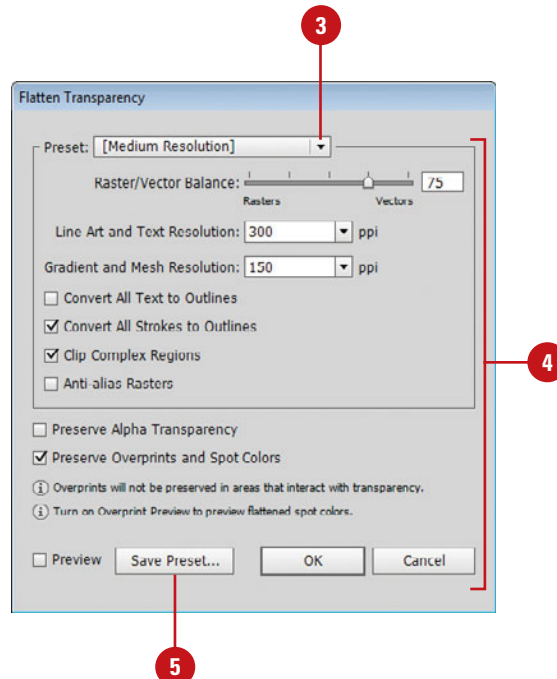 3
Flatten Transparency
Preset: [Medium Resolution]
Raster/Vector Balance: 75
Rasters Vectors
Line Art and Text Resolution: 300 ppi
Gradient and Mesh Resolution: 150 ppi
Convert All Text to Outlines
Convert All Strokes to Outlines
Clip Complex Regions
Anti-alias Rasters
4
Preserve Alpha Transparency
Preserve Overprints and Spot Colors
Overprints will not be preserved in areas that interact with transparency.
Turn on Overprint Preview to preview flattened spot colors.
Preview Save Preset... OK Cancel
5